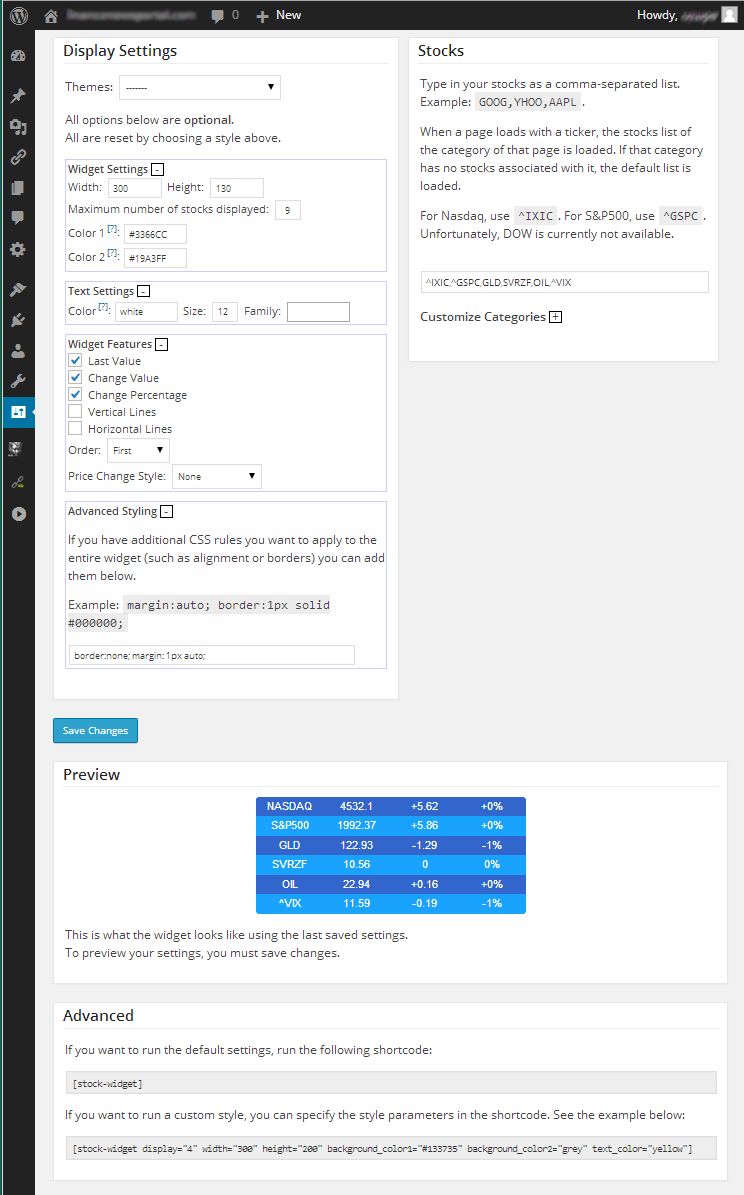 0 New Howdy,
Display Settings
Themes: -------
All options below are optional.
All are reset by choosing a style above.
Widget Settings -
Width: 300 Height: 130
Maximum number of stocks displayed: 9
Color 1 [?]: #3366CC
Color 2 [?]: #19A3FF
Text Settings -
Color[?]: white Size: 12 Family:
Widget Features -
Last Value
Change Value
Change Percentage
Vertical Lines
Horizontal Lines
Order: First
Price Change Style: None
Advanced Styling -
If you have additional CSS rules you want to apply to the
entire widget (such as alignment or borders) you can add
them below.
Example: margin:auto; border:1px solid
#000000;
border:none; margin: 1px auto;
Stocks
Type in your stocks as a comma-separated list.
Example: GOOG,YHOO,AAPL.
When a page loads with a ticker, the stocks list of
the category of that page is loaded. If that category
has no stocks associated with it, the default list is
loaded.
For Nasdaq, use ^IXIC. For S&P500, use ^GSPC.
Unfortunately, DOW is currently not available.
^IXIC,^GSPC,GLD,SVRZF,OIL,^VIX
Customize Categories +
Save Changes
Preview
NASDAQ 4532.1 +5.62 +0%
S&P500 1992.37 +5.86 +0%
GLD 122.93 -1.29 -1%
SVRZF 10.56 0 0%
OIL 22.94 +0.16 +0%
^VIX 11.59 -0.19 -1%
This is what the widget looks like using the last saved settings.
To preview your settings, you must save changes.
Advanced
If you want to run the default settings, run the following shortcode:
[stock-widget]
If you want to run a custom style, you can specify the style parameters in the shortcode. See the example below:
[stock-widget display="4" width="300" height="200" background_color1="#133735" background_color2="grey" text_color="yellow"]